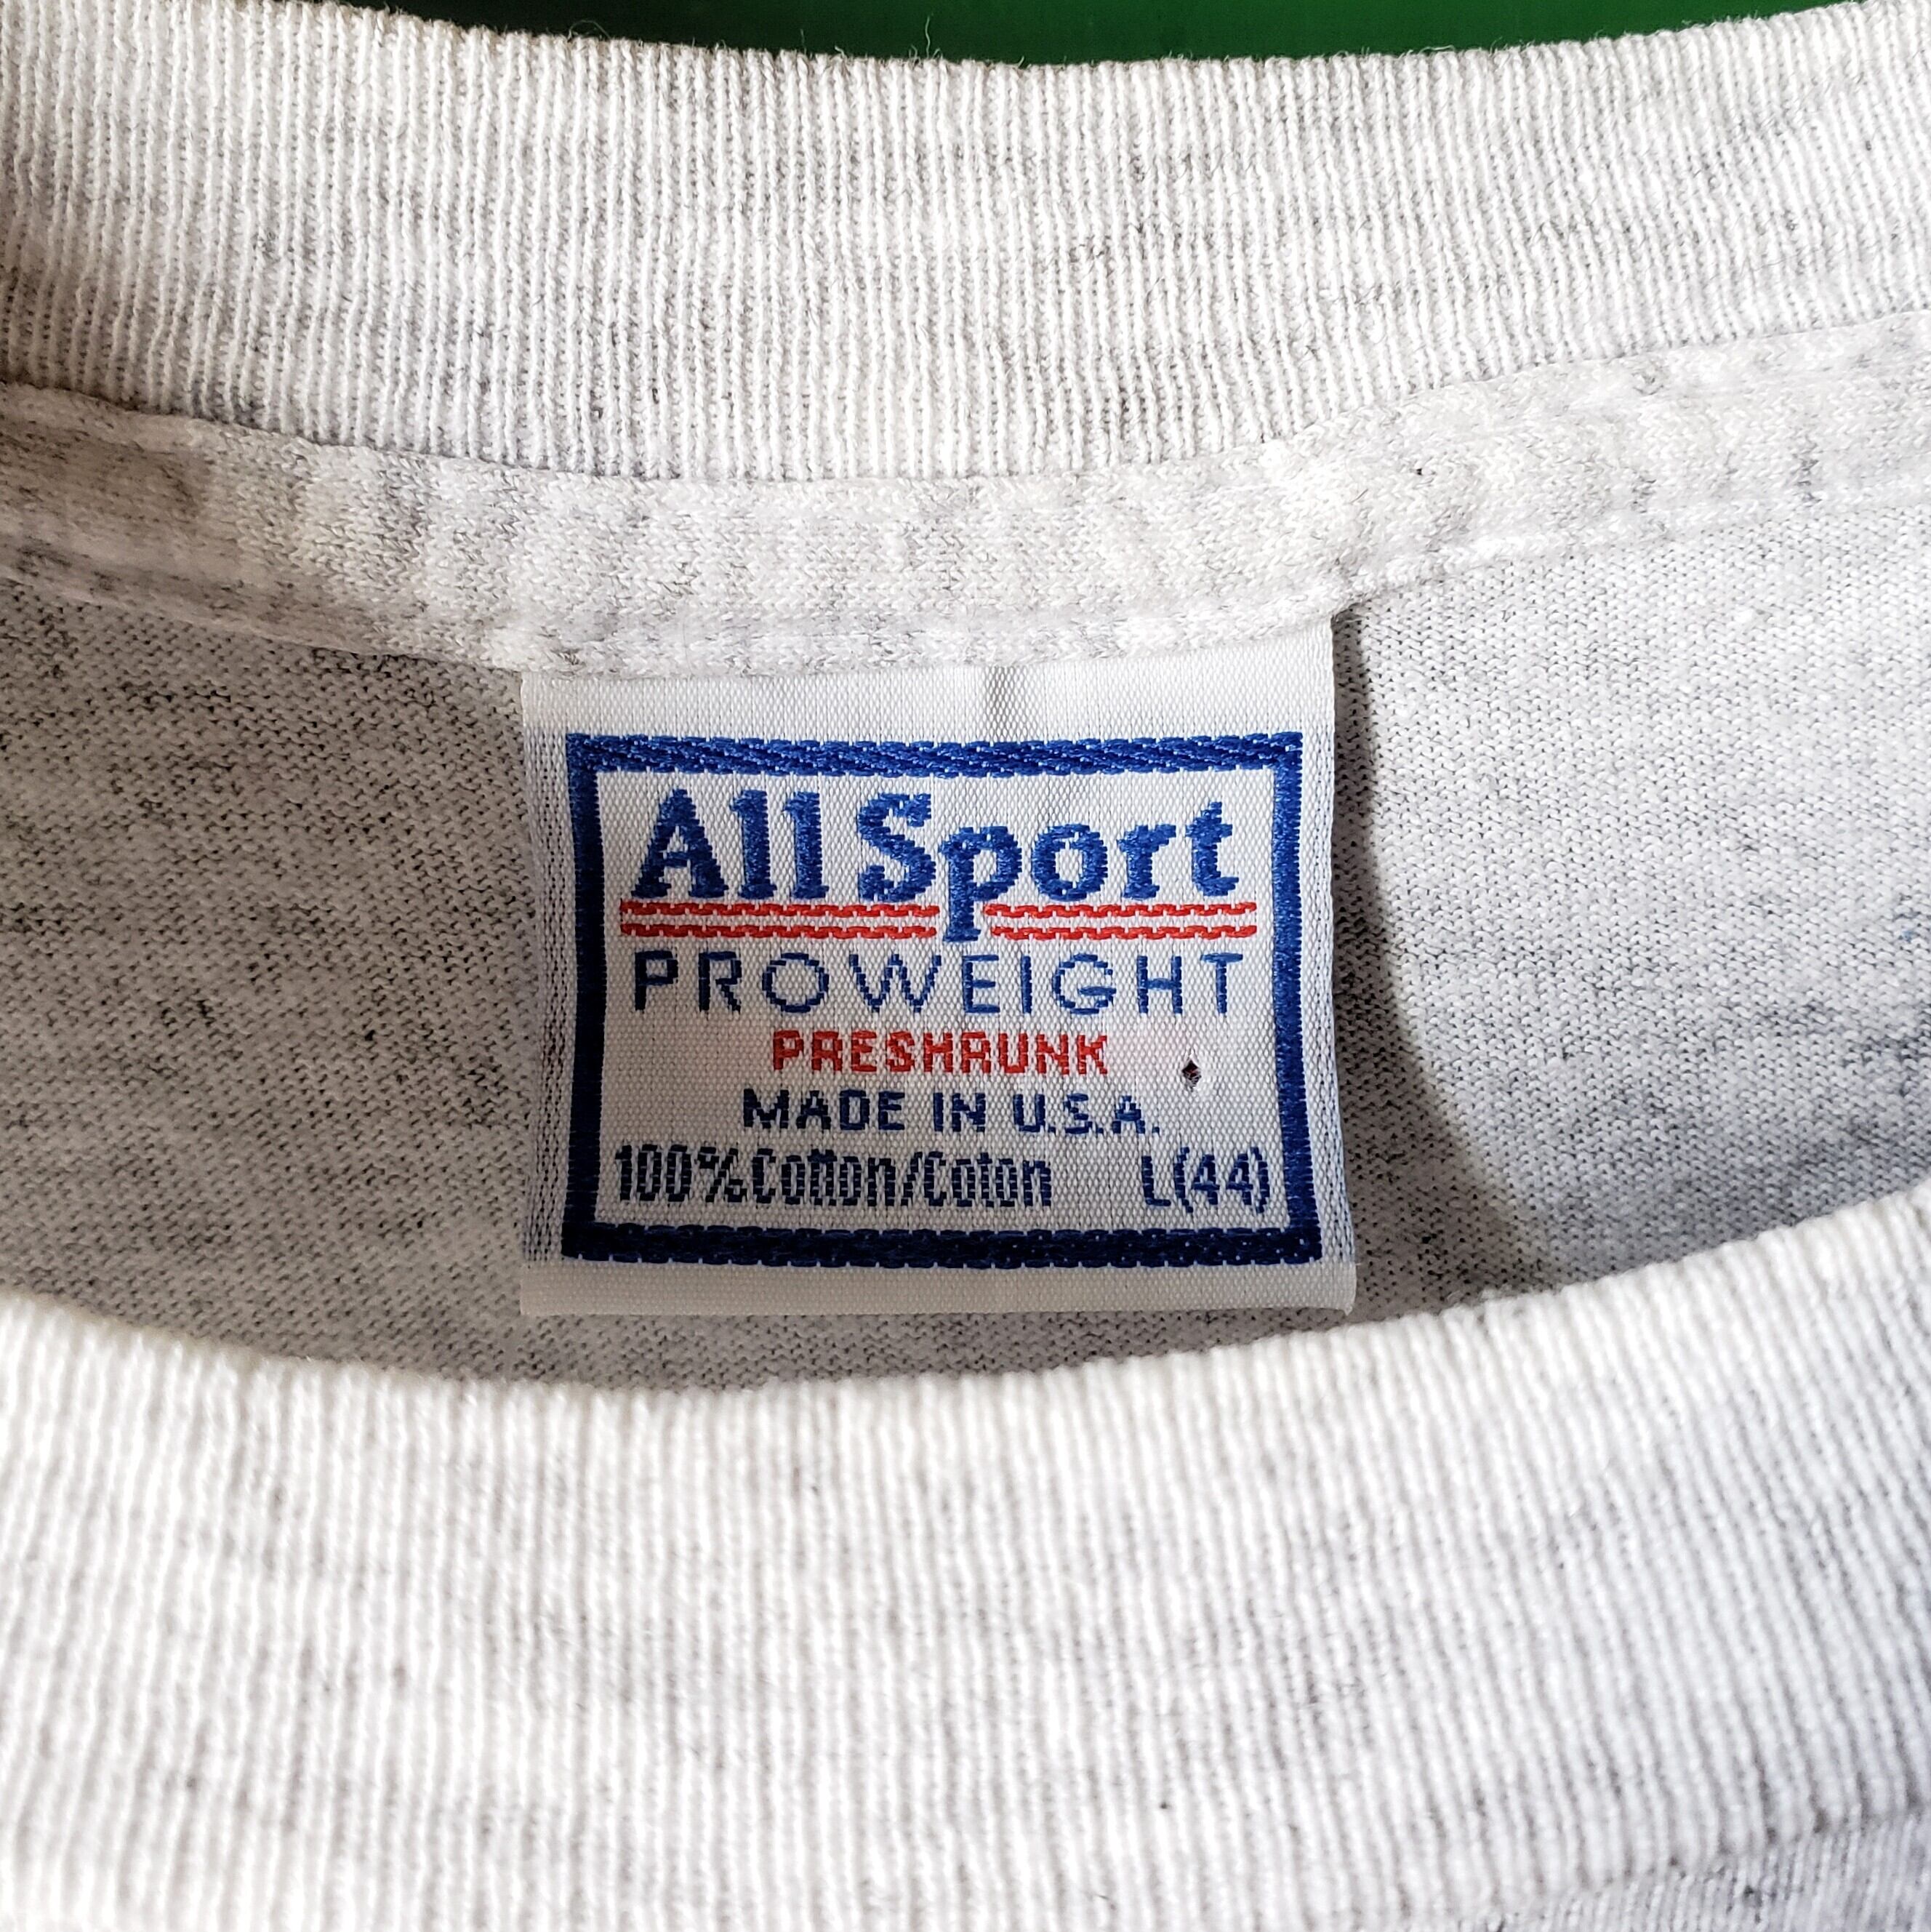 All Sport
PROWEIGHT
PRESHRUNK
MADE IN U.S.A.
100% Cotton/Coton L(44)